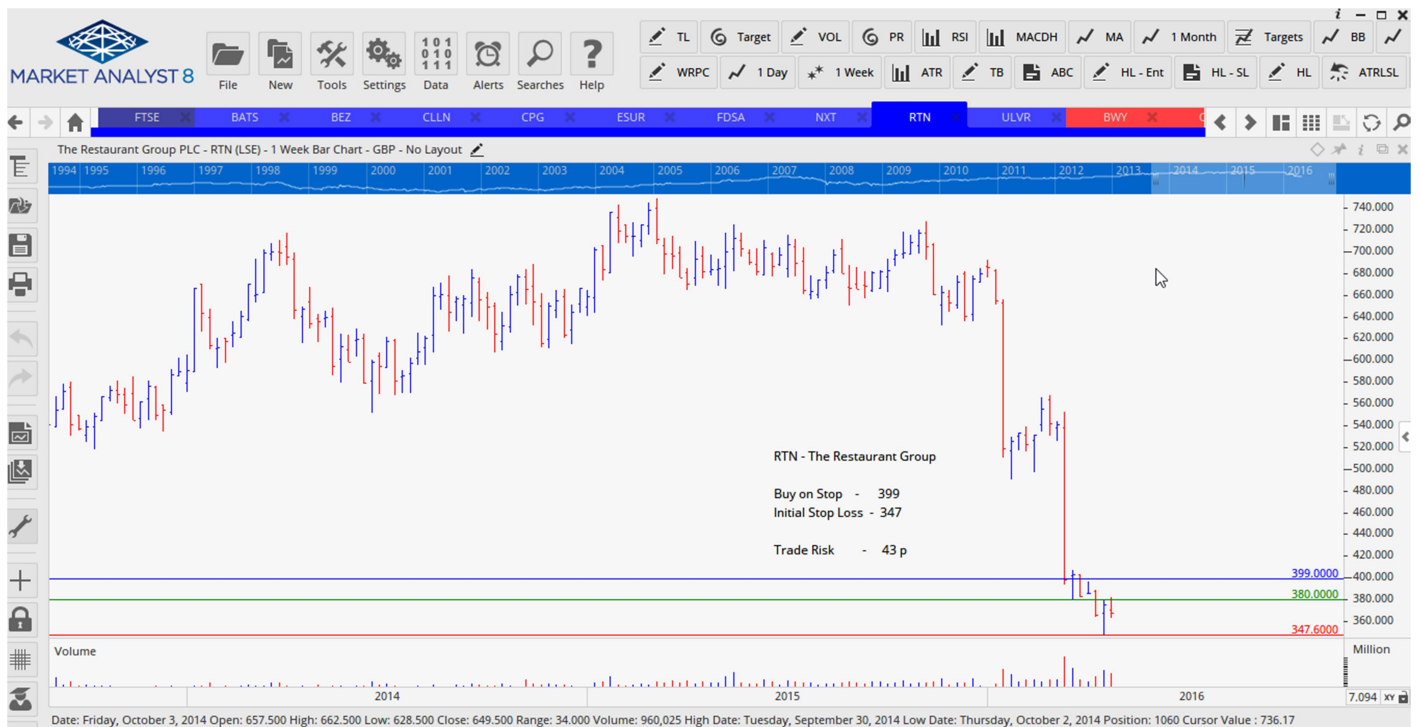 i
MARKET ANALYST 8
File
New
Tools
Settings
101
010
111
Data
Alerts
Searches
Help
TL
Target
VOL
PR
RSI
MACDH
MA
1 Month
Targets
BB
WRPC
1 Day
1 Week
ATR
TB
ABC
HL - Ent
HL - SL
HL
ATRLSL
FTSE
BATS
BEZ
CLLN
CPG
ESUR
FDSA
NXT
RTN
ULVR
BWY
The Restaurant Group PLC - RTN (LSE) - 1 Week Bar Chart - GBP - No Layout
1994 1995 1996 1997 1998 1999 2000 2001 2002 2003 2004 2005 2006 2007 2008 2009 2010 2011 2012 2013 2014 2015 2016
740.000
720.000
700.000
680.000
660.000
640.000
620.000
600.000
580.000
560.000
540.000
520.000
500.000
480.000
460.000
440.000
420.000
400.000
380.000
360.000
RTN - The Restaurant Group
Buy on Stop - 399
Initial Stop Loss - 347
Trade Risk - 43 p
399.0000
380.0000
347.6000
Volume
Million
2014
2015
2016
7.094 XY
Date: Friday, October 3, 2014 Open: 657.500 High: 662.500 Low: 628.500 Close: 649.500 Range: 34.000 Volume: 960,025 High Date: Tuesday, September 30, 2014 Low Date: Thursday, October 2, 2014 Position: 1060 Cursor Value : 736.17